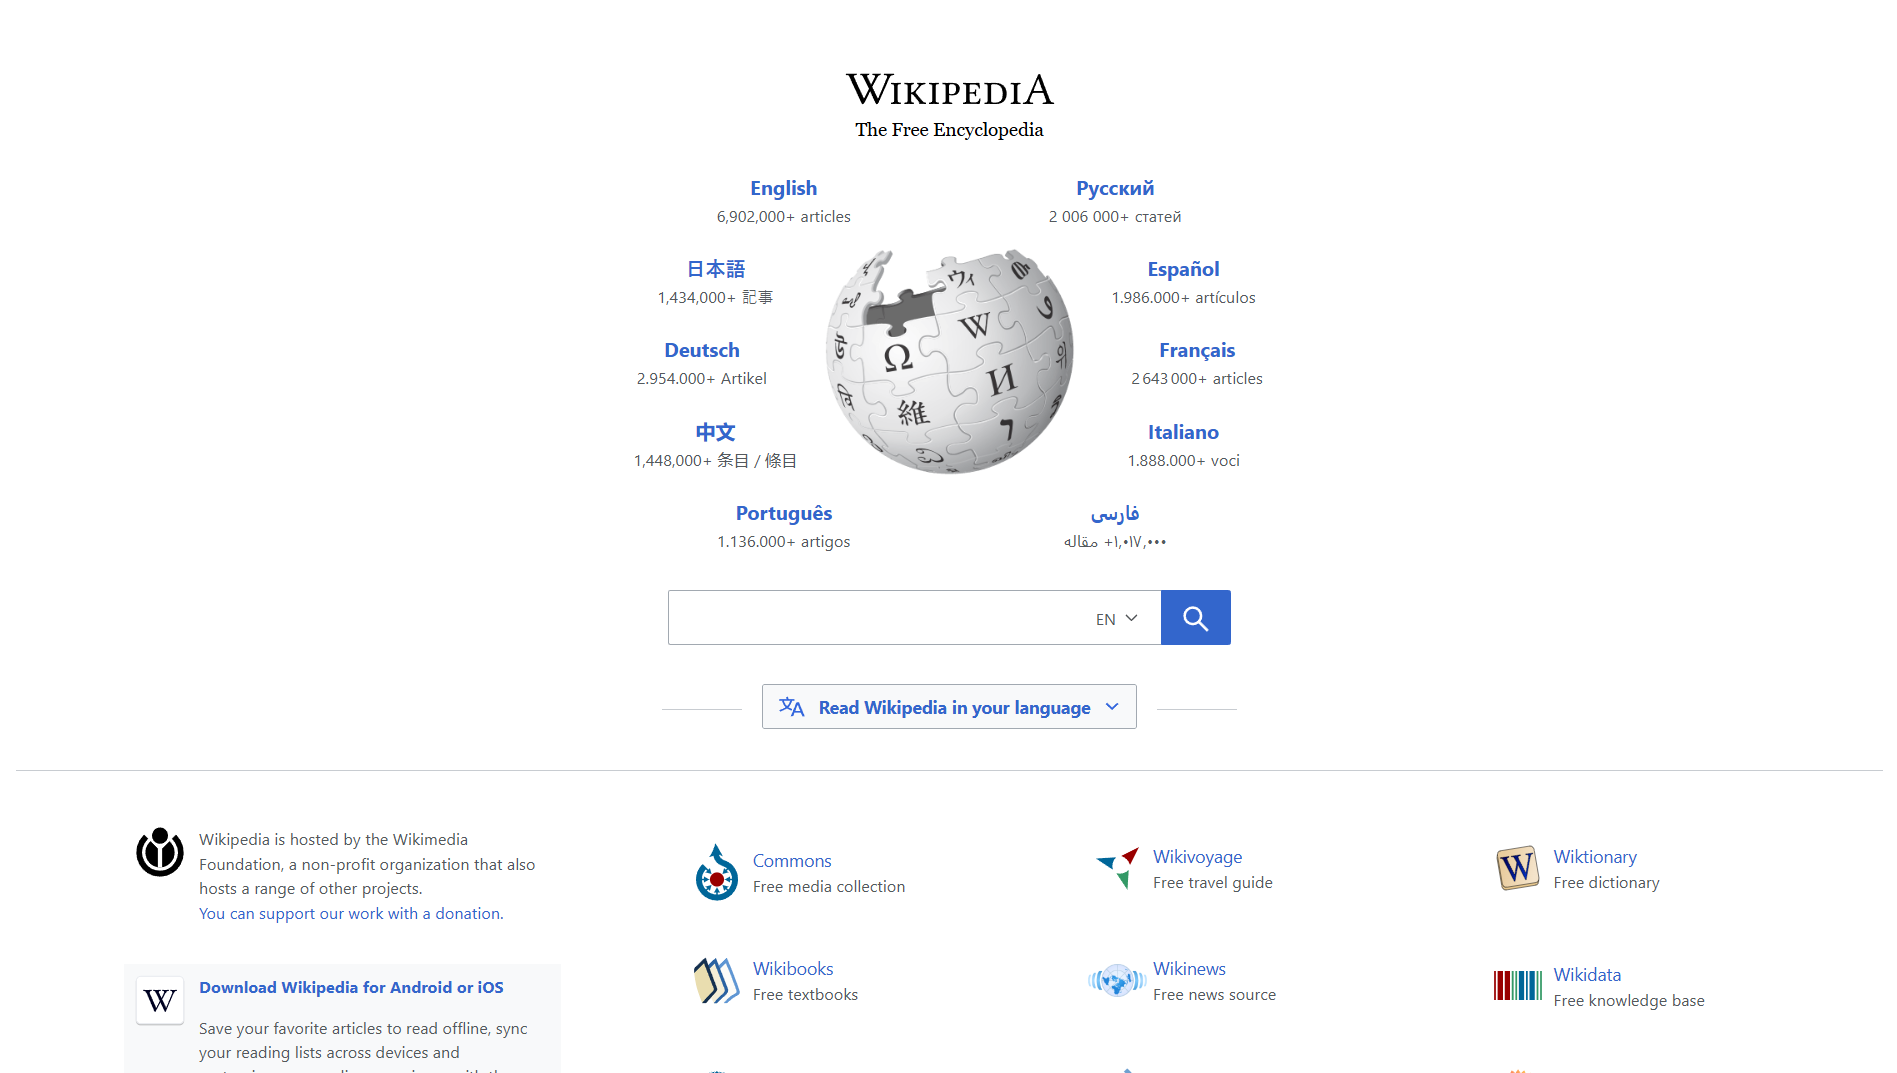 WIKIPEDIA
The Free Encyclopedia
English
6,902,000+ articles
Русский
2 006 000+ статей
日本語
1,434,000+ 記事
Español
1.986.000+ artículos
Deutsch
2.954.000+ Artikel
Français
2 643 000+ articles
中文
1,448,000+ 条目 / 條目
Italiano
1.888.000+ voci
Português
1.136.000+ artigos
فارسی
۱,۰۱۷,۰۰۰+ مقاله
Ω
W
И
維
ウィ
EN
Read Wikipedia in your language
Wikipedia is hosted by the Wikimedia
Foundation, a non-profit organization that also
hosts a range of other projects.
You can support our work with a donation.
W
Download Wikipedia for Android or iOS
Save your favorite articles to read offline, sync
your reading lists across devices and
Commons
Free media collection
Wikivoyage
Free travel guide
W
Wiktionary
Free dictionary
Wikibooks
Free textbooks
Wikinews
Free news source
Wikidata
Free knowledge base